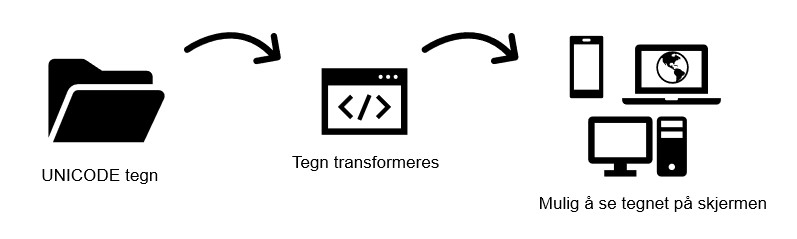 UNICODE tegn
Tegn transformeres
Mulig å se tegnet på skjermen